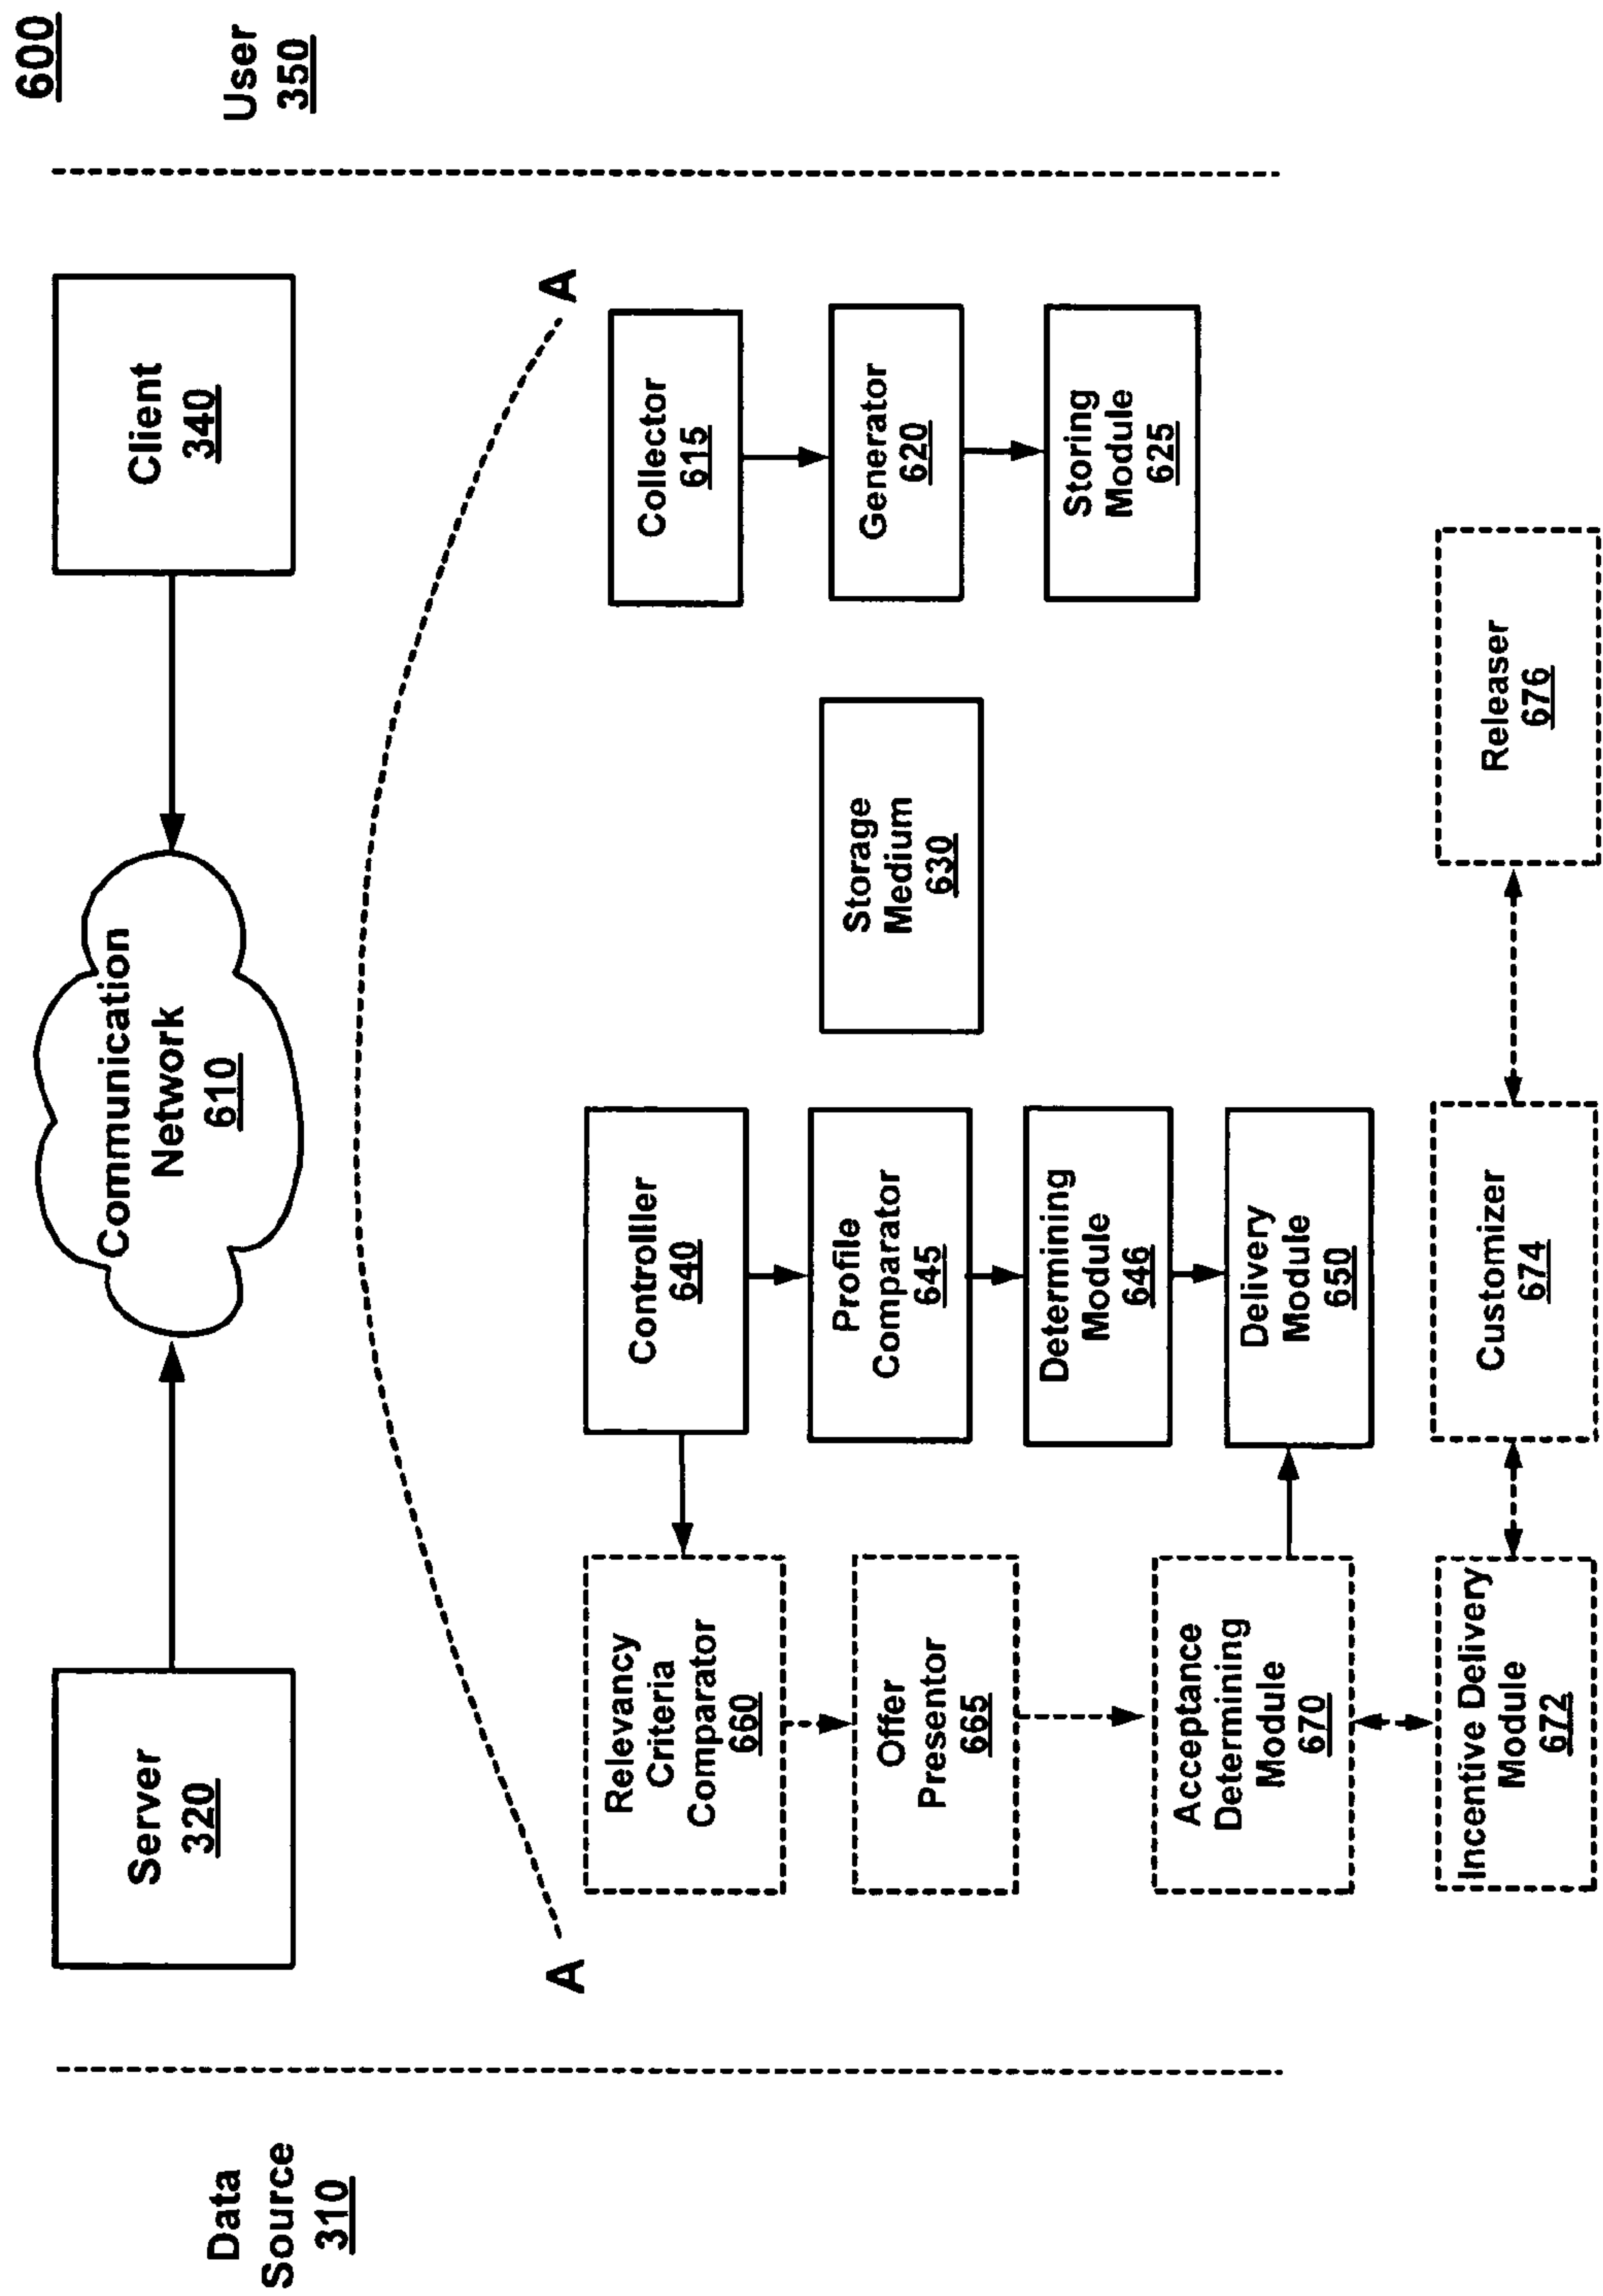 600
Data
Source
310
User
350
Server
320
Communication
Network
610
Client
340
A
A
Relevancy
Criteria
Comparator
660
Controlller
640
Collector
615
Offer
Presentor
665
Profile
Comparator
645
Storage
Medium
630
Generator
620
Acceptance
Determining
Module
670
Determining
Module
646
Storing
Module
625
Delivery
Module
650
Incentive Delivery
Module
672
Customizer
674
Releaser
676